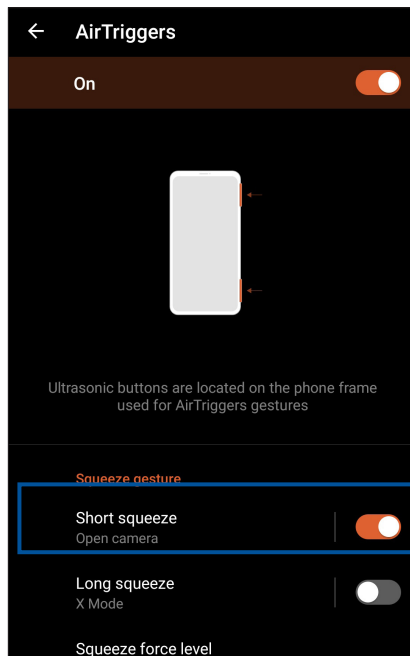 AirTriggers
On
Ultrasonic buttons are located on the phone frame
used for AirTriggers gestures
Squeeze gesture
Short squeeze
Open camera
Long squeeze
X Mode
Squeeze force level